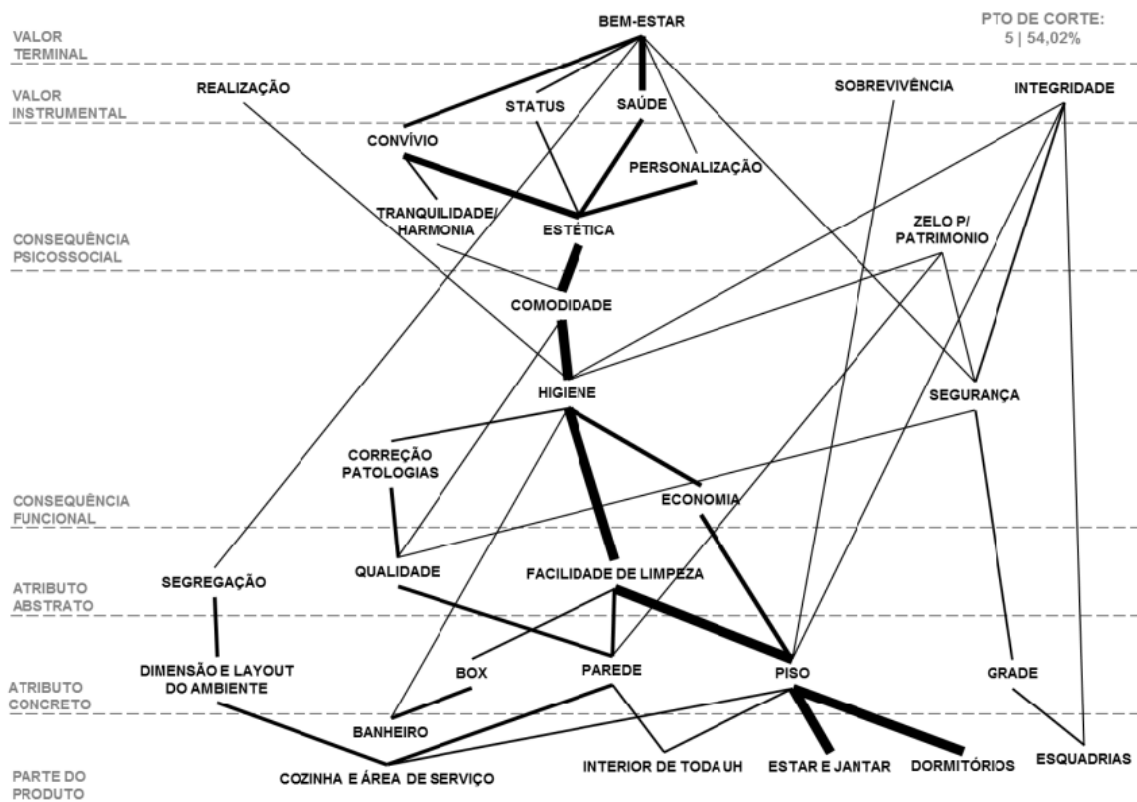 BEM-ESTAR
PTO DE CORTE:
5 | 54,02%
VALOR
TERMINAL
REALIZAÇÃO
SOBREVIVÊNCIA
INTEGRIDADE
VALOR
INSTRUMENTAL
STATUS
SAÚDE
CONVÍVIO
PERSONALIZAÇÃO
TRANQUILIDADE/
HARMONIA
ESTÉTICA
ZELO P/
PATRIMONIO
CONSEQUÊNCIA
PSICOSSOCIAL
COMODIDADE
HIGIENE
SEGURANÇA
CORREÇÃO
PATOLOGIAS
ECONOMIA
CONSEQUÊNCIA
FUNCIONAL
SEGREGAÇÃO
QUALIDADE
FACILIDADE DE LIMPEZA
ATRIBUTO
ABSTRATO
DIMENSÃO E LAYOUT
DO AMBIENTE
BOX
PAREDE
PISO
GRADE
ATRIBUTO
CONCRETO
BANHEIRO
COZINHA E ÁREA DE SERVIÇO
INTERIOR DE TODA UH
ESTAR E JANTAR
DORMITÓRIOS
ESQUADRIAS
PARTE DO
PRODUTO